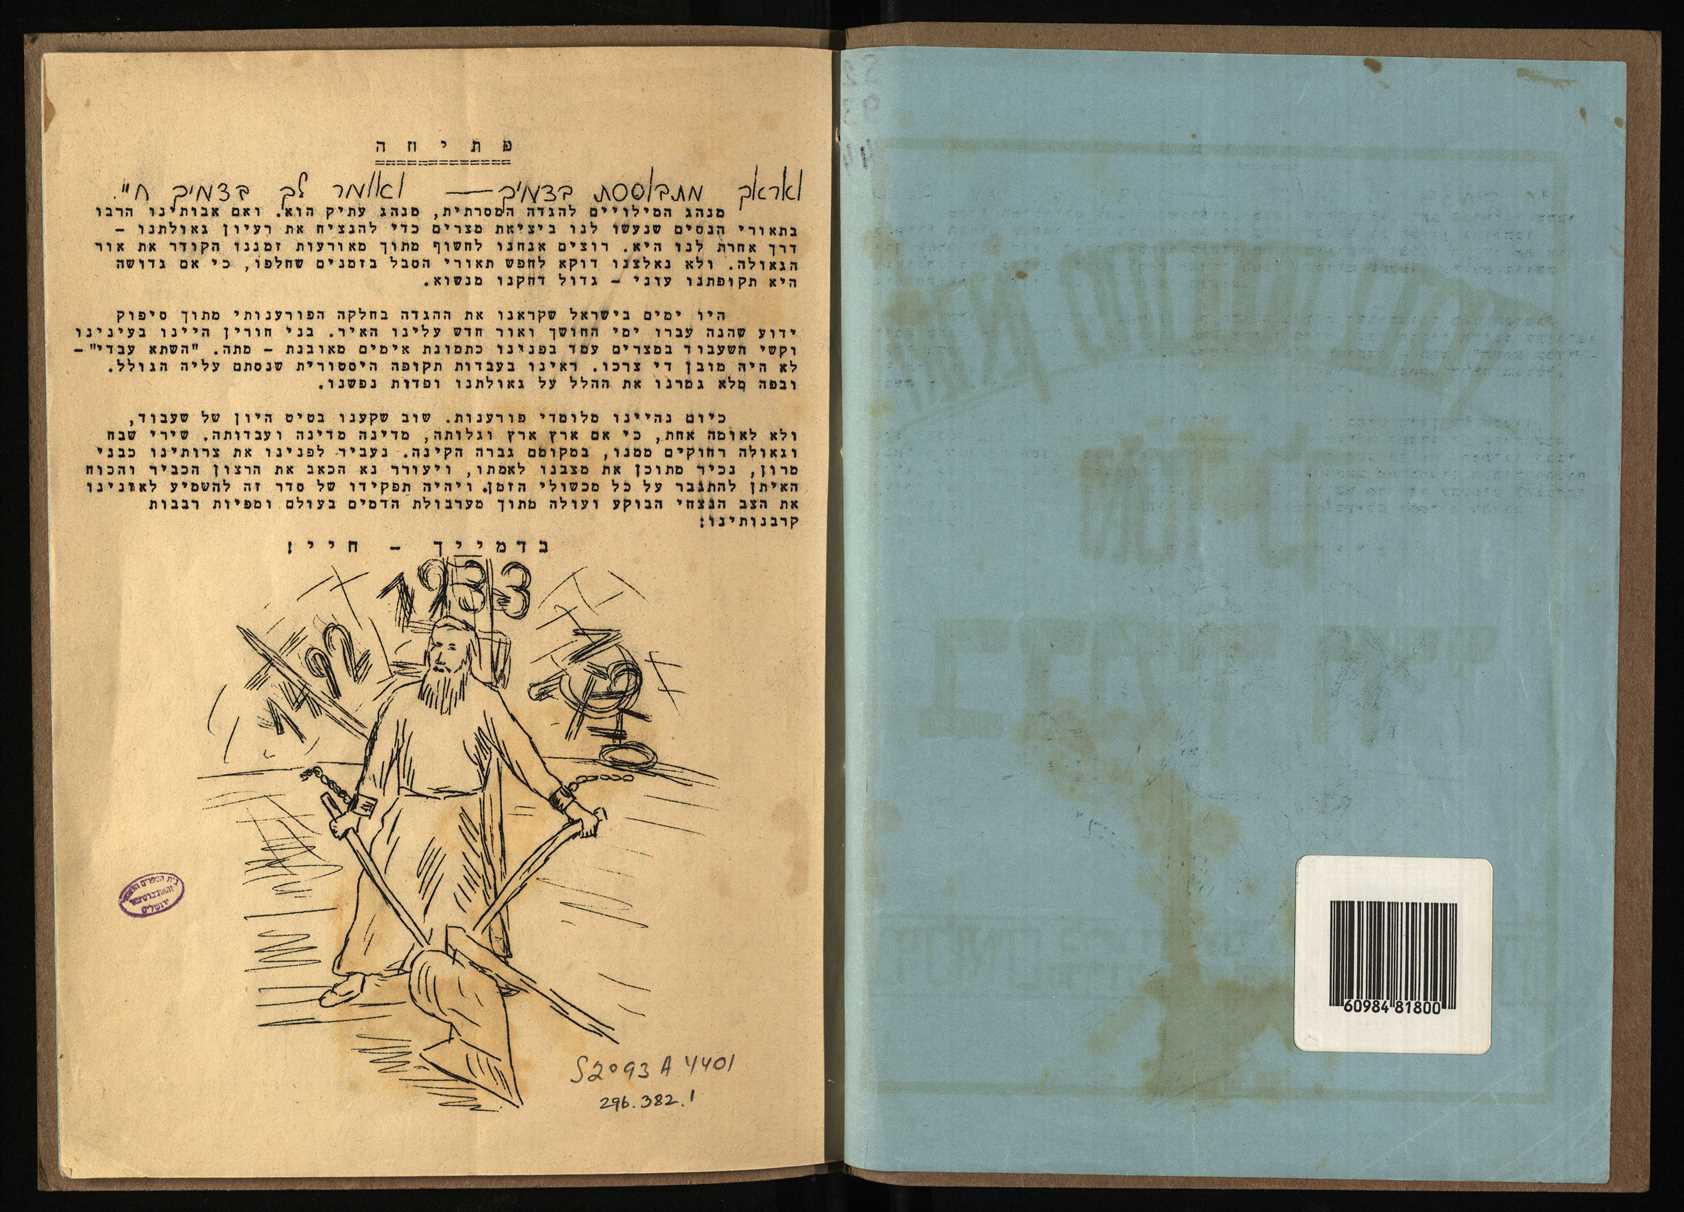 פתיחה
ואראך מתבוססת בדמיך — ואומר לך בדמיך חיי.
מנהג המילויים להגדה המסרתית, מנהג עתיק הוא. ואם אבותינו הרבו
בתאורי הנסים שנעשו לנו ביציאת מצרים כדי להנציח את רעיון גאולתנו –
דרך אחרת לנו היא. רוצים אנחנו לחשוף מתוך מאורעות זמננו הקודר את אור
הגאולה. ולא נאלצנו דוקא לחפש תאורי הסבל בזמנים שחלפו, כי אם גדושה
היא תקופתנו עוני – גדול דחקנו מנשוא.
היו ימים בישראל שקראנו את ההגדה בחלקה הפורענותי מתוך סיפוק
ידוע שהנה עברו ימי החושך ואור חדש עלינו האיר. בני חורין היינו בעינינו
וקשי השעבוד במצרים עמד בפנינו כתמונת אימים מאובנת – מתה. "השתא עבדי"–
לא היה מובן די צרכו. ראינו בעבדות תקופה היסטורית שנסתם עליה הגולל.
ובפה מלא גמרנו את ההלל על גאולתנו ופדות נפשנו.
כיום נהיינו מלומדי פורענות. שוב שקענו בטיט היון של שעבוד,
ולא לאומה אחת, כי אם ארץ ארץ וגלותה, מדינה מדינה ועבדותה. שירי שבח
וגאולה רחוקים ממנו, במקומם גברה הקינה. נעביר לפנינו את צרותינו כבני
מרון, נכיר מתוכן את מצבנו לאמתו, ויעורר נא הכאב את הרצון הכביר והכוח
האיתן להתגבר על כל מכשולי הזמן. ויהיה תפקידו של סדר זה להשמיע לאזנינו
את הצב הנצחי הבוקע ועולה מתוך מערבולת הדמים בעולם ומפיות רבבות
קרבנותינו:
בדמייך – חיי!
1933
1492
S2°93 A 4401
296.382.1
60984 81800